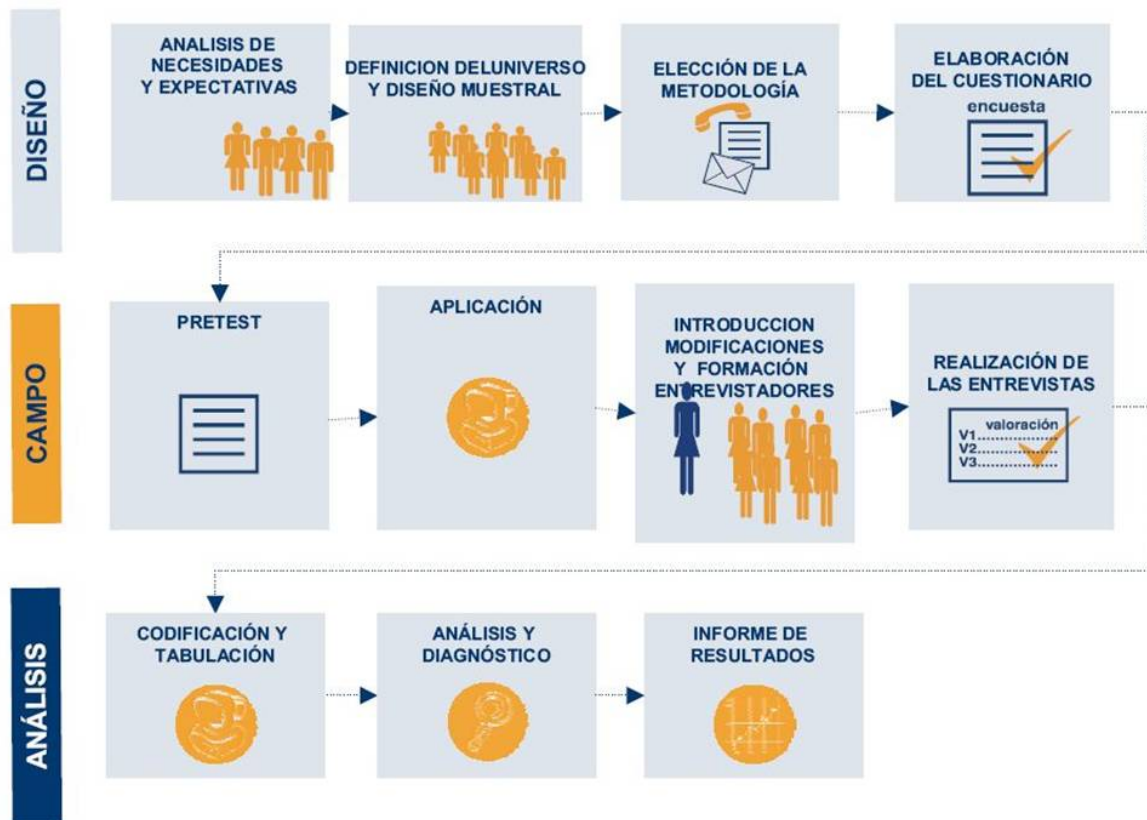 DISEÑO
ANALISIS DE
NECESIDADES
Y EXPECTATIVAS
DEFINICION DELUNIVERSO
Y DISEÑO MUESTRAL
ELECCIÓN DE LA
METODOLOGÍA
ELABORACIÓN
DEL CUESTIONARIO
encuesta
CAMPO
PRETEST
APLICACIÓN
INTRODUCCION
MODIFICACIONES
Y FORMACIÓN
ENTREVISTADORES
REALIZACIÓN DE
LAS ENTREVISTAS
valoración
V1..................
V2..................
V3..................
ANÁLISIS
CODIFICACIÓN Y
TABULACIÓN
ANÁLISIS Y
DIAGNÓSTICO
INFORME DE
RESULTADOS